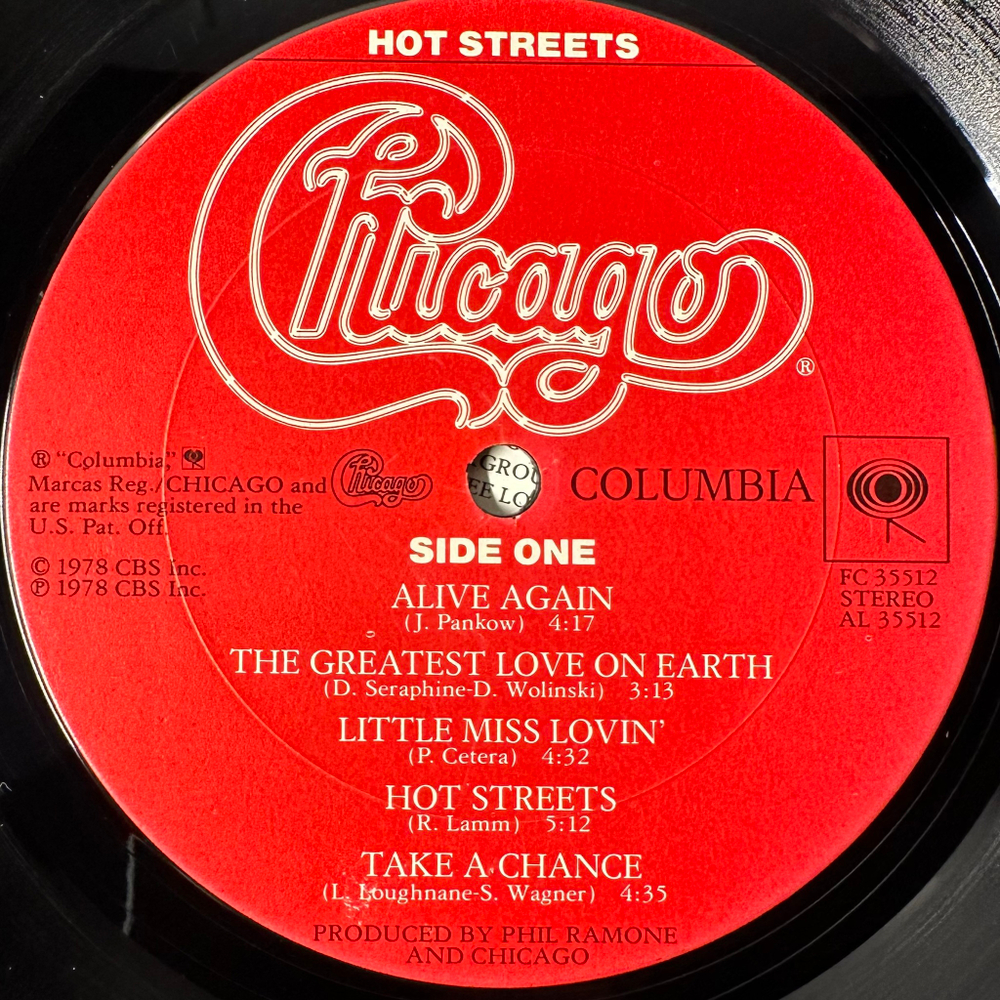 HOT STREETS
Chicago
®
® "Columbia,"
Marcas Reg./CHICAGO and Chicago
are marks registered in the
U.S. Pat. Off.
© 1978 CBS Inc.
℗ 1978 CBS Inc.
COLUMBIA
FC 35512
STEREO
AL 35512
SIDE ONE
ALIVE AGAIN
(J. Pankow) 4:17
THE GREATEST LOVE ON EARTH
(D. Seraphine-D. Wolinski) 3:13
LITTLE MISS LOVIN'
(P. Cetera) 4:32
HOT STREETS
(R. Lamm) 5:12
TAKE A CHANCE
(L. Loughnane-S. Wagner) 4:35
PRODUCED BY PHIL RAMONE
AND CHICAGO